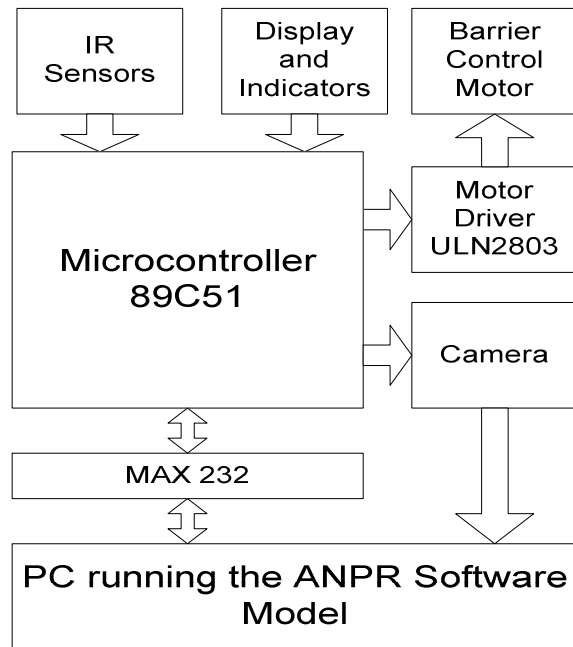 IR
Sensors
Display
and
Indicators
Barrier
Control
Motor
Microcontroller
89C51
Motor
Driver
ULN2803
Camera
MAX 232
PC running the ANPR Software
Model